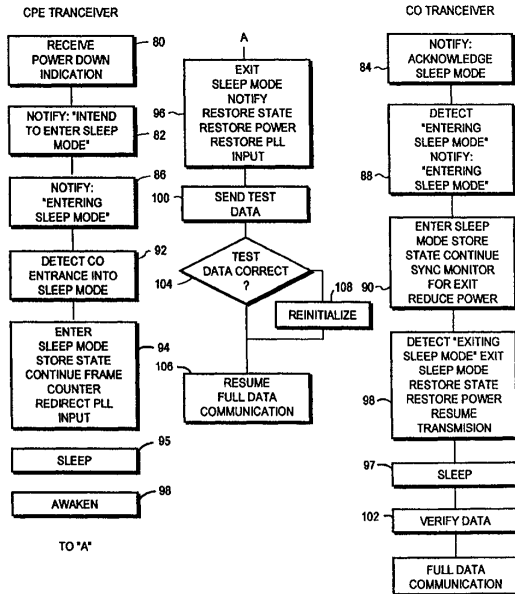 CPE TRANCEIVER
RECEIVE
POWER DOWN
INDICATION
80
NOTIFY: "INTEND
TO ENTER SLEEP
MODE"
82
NOTIFY:
"ENTERING
SLEEP MODE"
86
DETECT CO
ENTRANCE INTO
SLEEP MODE
92
ENTER
SLEEP MODE
STORE STATE
CONTINUE FRAME
COUNTER
REDIRECT PLL
INPUT
94
SLEEP
95
AWAKEN
98
TO "A"
A
EXIT
SLEEP MODE
NOTIFY
RESTORE STATE
RESTORE POWER
RESTORE PLL
INPUT
96
SEND TEST
DATA
100
TEST
DATA CORRECT
?
104
108
REINITIALIZE
106
RESUME
FULL DATA
COMMUNICATION
CO TRANCEIVER
NOTIFY:
ACKNOWLEDGE
SLEEP MODE
84
DETECT
"ENTERING
SLEEP MODE"
NOTIFY:
"ENTERING
SLEEP MODE"
88
ENTER SLEEP
MODE STORE
STATE CONTINUE
SYNC MONITOR
FOR EXIT
REDUCE POWER
90
DETECT "EXITING
SLEEP MODE" EXIT
SLEEP MODE
RESTORE STATE
RESTORE POWER
RESUME
TRANSMISION
98
SLEEP
97
VERIFY DATA
102
FULL DATA
COMMUNICATION